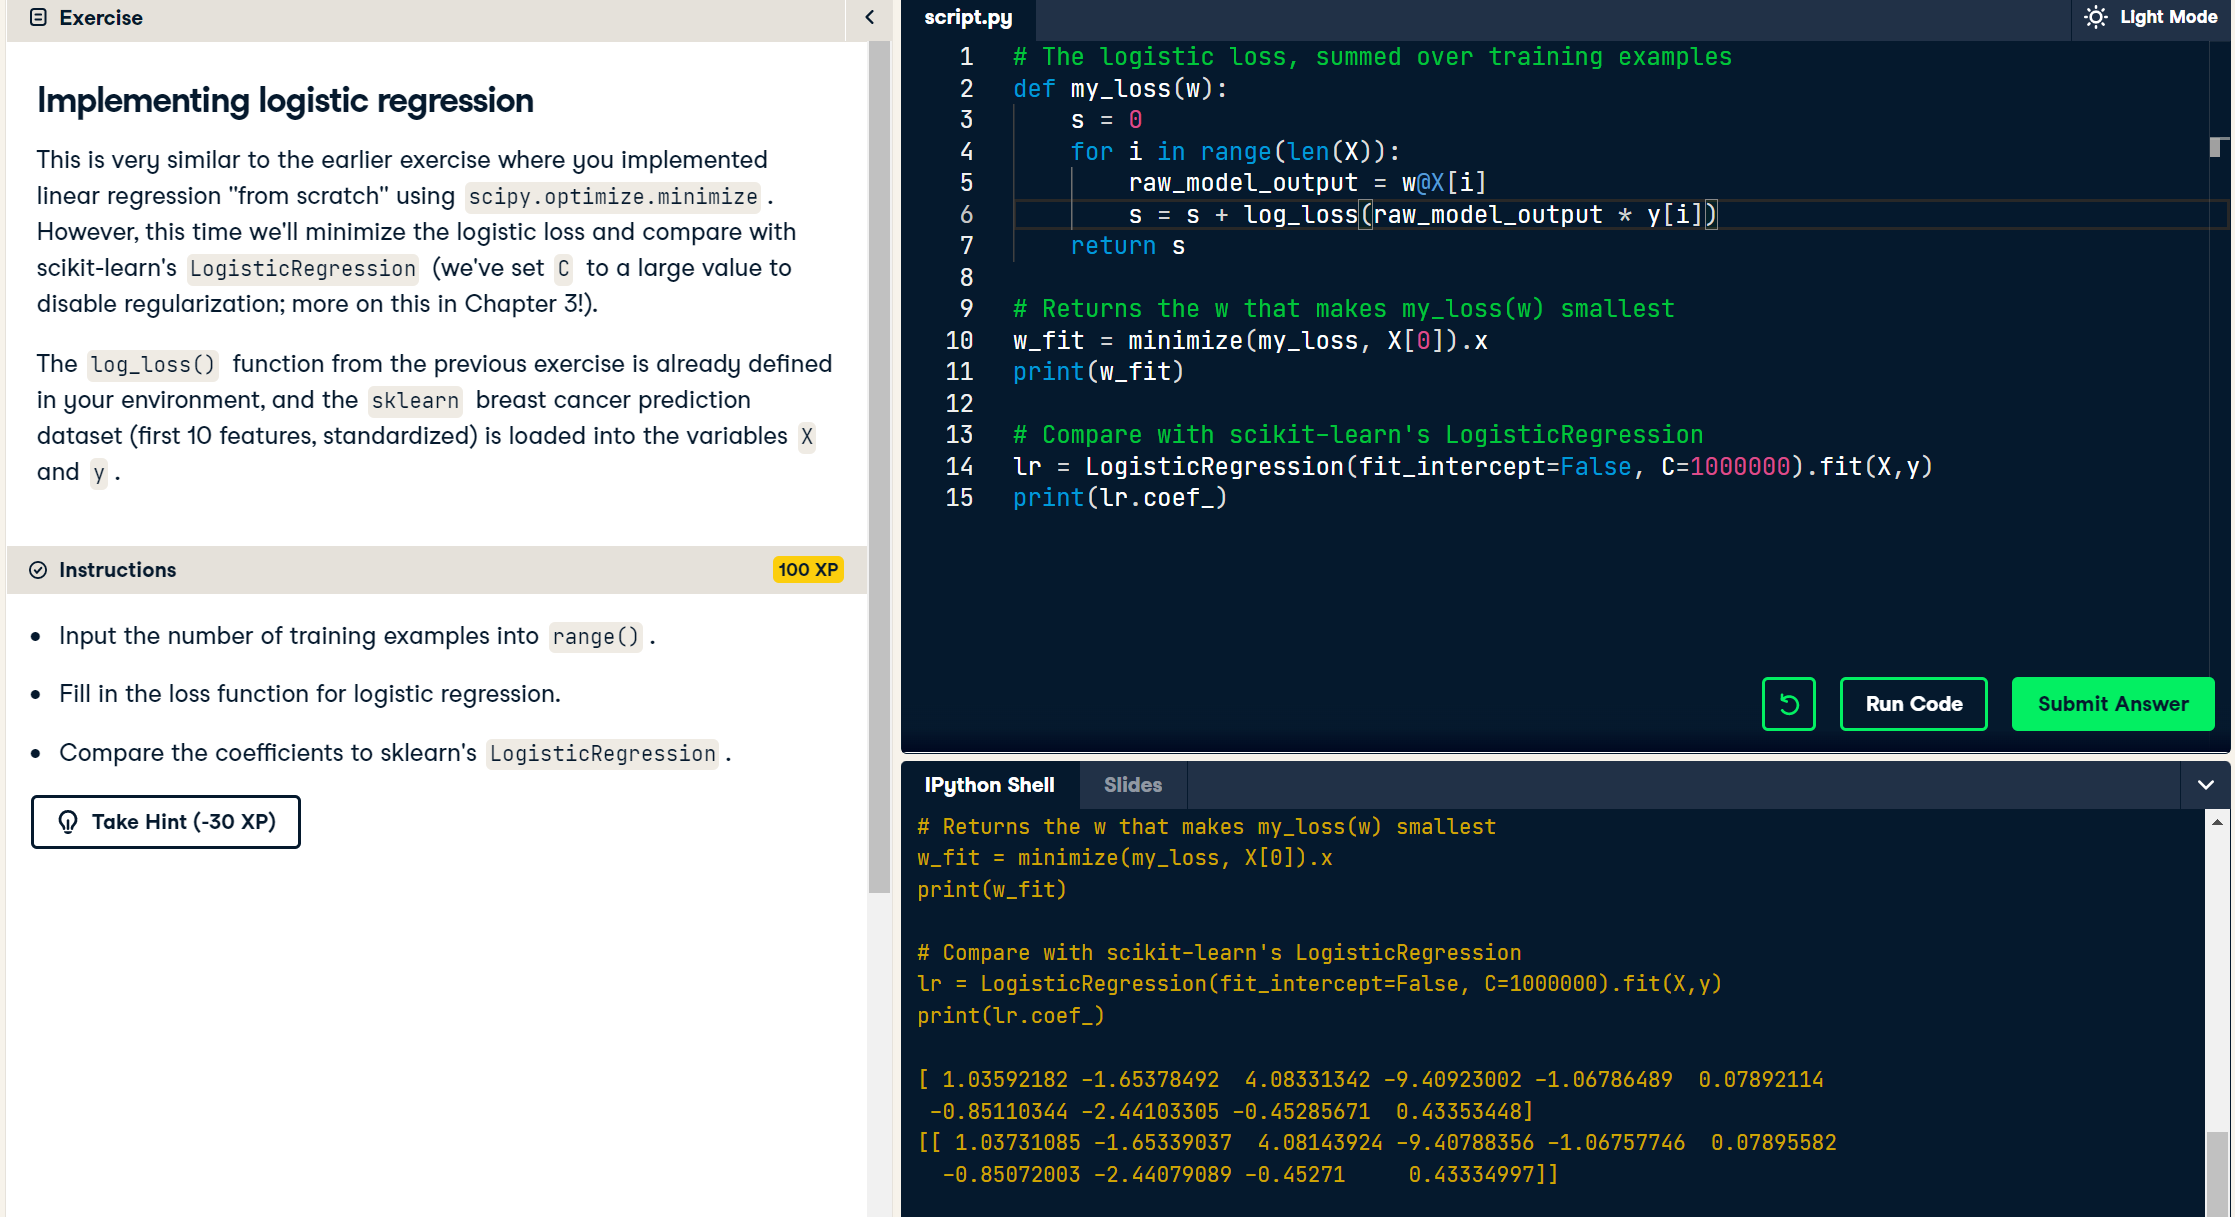 Exercise
Implementing logistic regression
This is very similar to the earlier exercise where you implemented
linear regression "from scratch" using scipy.optimize.minimize .
However, this time we'll minimize the logistic loss and compare with
scikit-learn's LogisticRegression (we've set C to a large value to
disable regularization; more on this in Chapter 3!).
The log_loss() function from the previous exercise is already defined
in your environment, and the sklearn breast cancer prediction
dataset (first 10 features, standardized) is loaded into the variables X
and y .
Instructions
100 XP
• Input the number of training examples into range() .
• Fill in the loss function for logistic regression.
• Compare the coefficients to sklearn's LogisticRegression .
Take Hint (-30 XP)
script.py
Light Mode
1 # The logistic loss, summed over training examples
2 def my_loss(w):
3     s = 0
4     for i in range(len(X)):
5         raw_model_output = w@X[i]
6         s = s + log_loss(raw_model_output * y[i])
7     return s
8
9 # Returns the w that makes my_loss(w) smallest
10 w_fit = minimize(my_loss, X[0]).x
11 print(w_fit)
12
13 # Compare with scikit-learn's LogisticRegression
14 lr = LogisticRegression(fit_intercept=False, C=1000000).fit(X,y)
15 print(lr.coef_)
Run Code
Submit Answer
IPython Shell
Slides
# Returns the w that makes my_loss(w) smallest
w_fit = minimize(my_loss, X[0]).x
print(w_fit)
# Compare with scikit-learn's LogisticRegression
lr = LogisticRegression(fit_intercept=False, C=1000000).fit(X,y)
print(lr.coef_)
[ 1.03592182 -1.65378492  4.08331342 -9.40923002 -1.06786489  0.07892114
 -0.85110344 -2.44103305 -0.45285671  0.43353448]
[[ 1.03731085 -1.65339037  4.08143924 -9.40788356 -1.06757746  0.07895582
  -0.85072003 -2.44079089 -0.45271     0.43334997]]